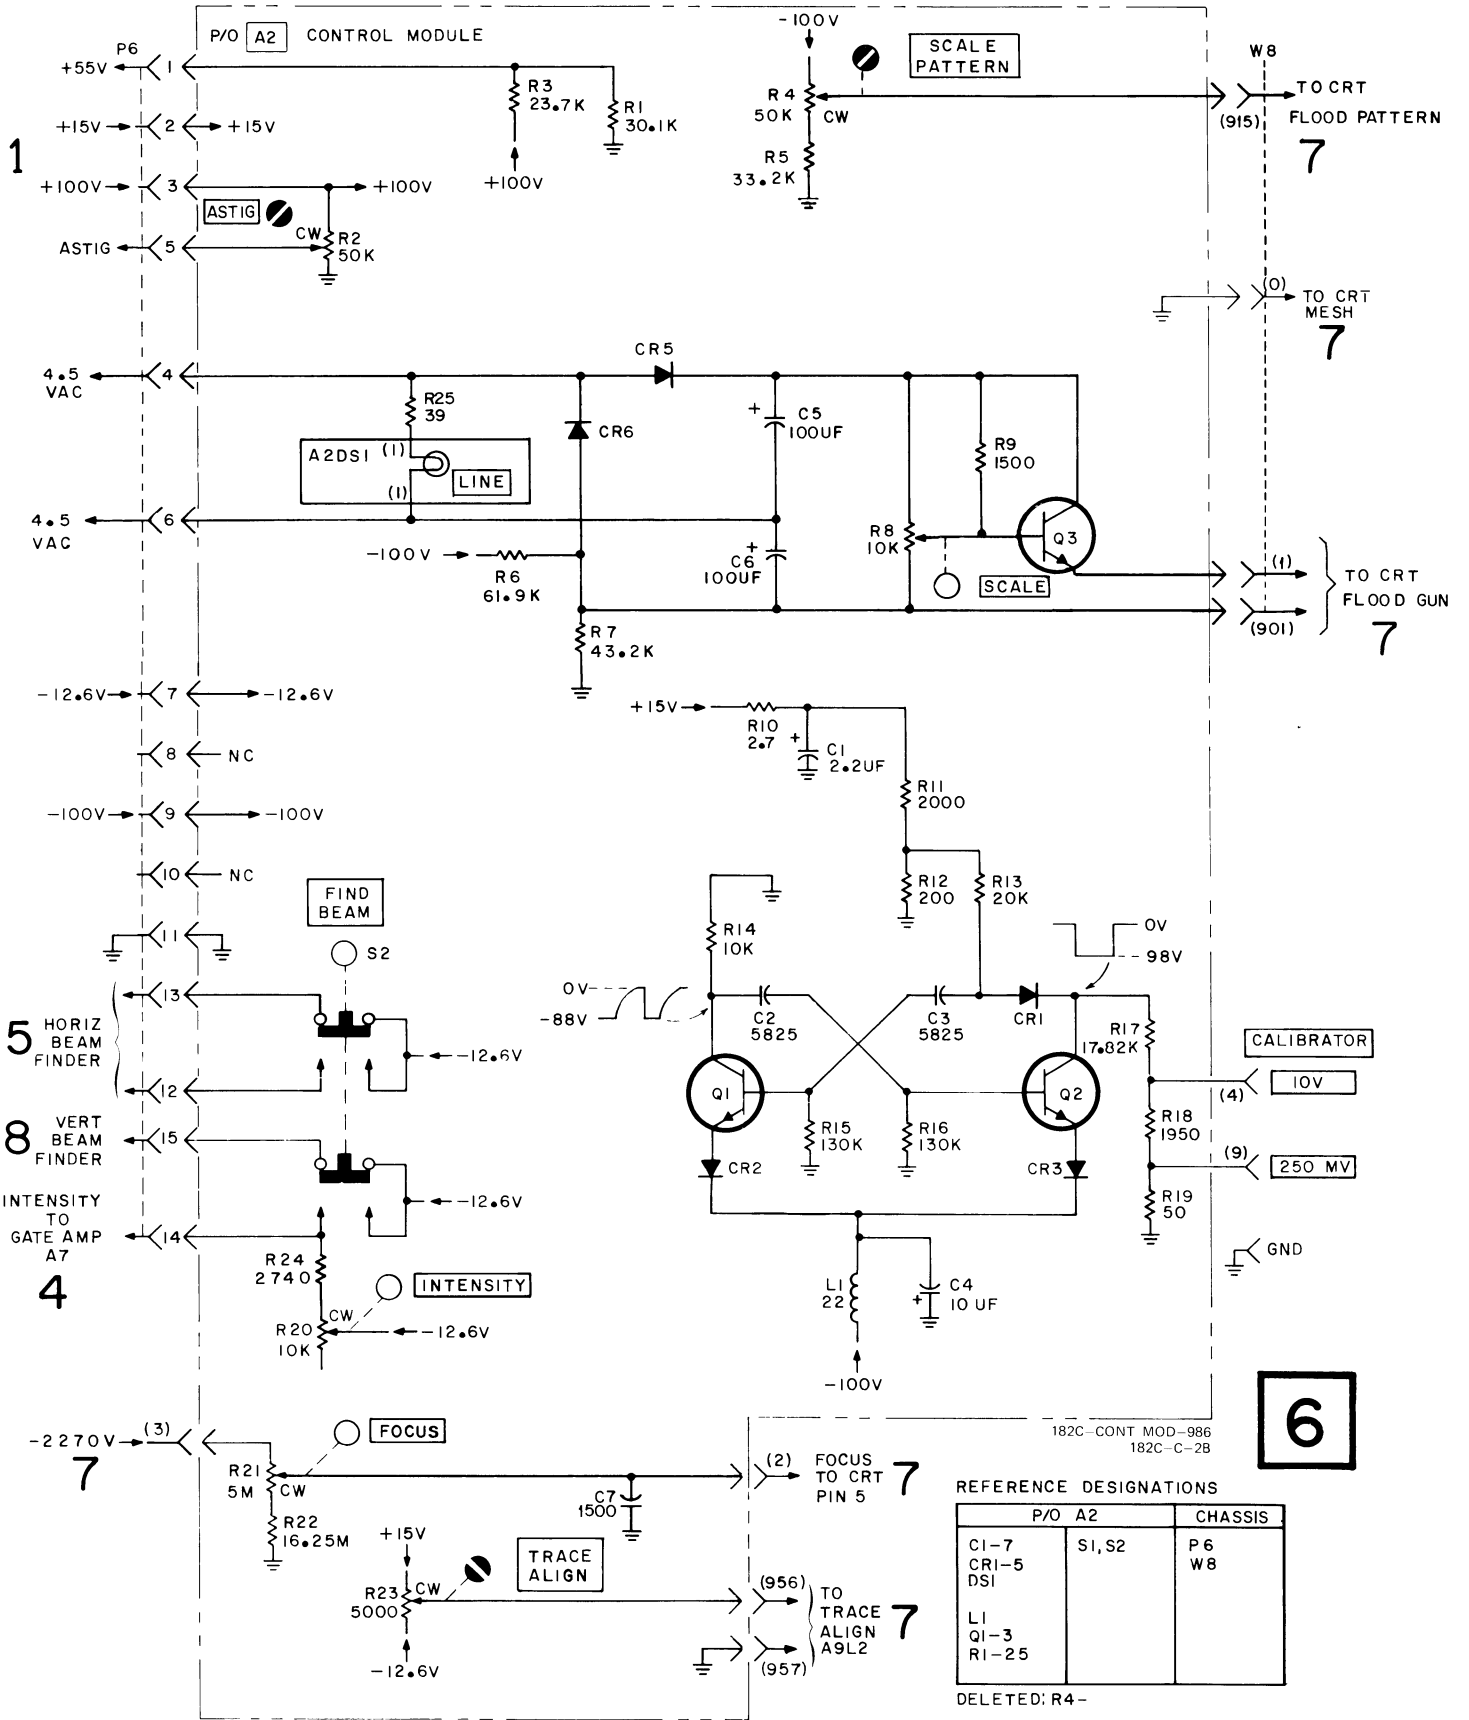 -100V
P/O A2 CONTROL MODULE
SCALE
PATTERN
P6
W8
+55V
1
R3
23.7K
R1
30.1K
R4
50K
CW
(915)
TO CRT
FLOOD PATTERN
7
+15V
2
+15V
1
+100V
R5
33.2K
+100V
3
+100V
ASTIG
ASTIG
5
CW
R2
50K
(0)
TO CRT
MESH
7
CR5
4.5
VAC
4
R25
39
CR6
+
C5
100UF
A2DS1
(1)
(1)
LINE
R9
1500
4.5
VAC
6
-100V
R6
61.9K
+
C6
100UF
R8
10K
Q3
SCALE
(1)
(901)
TO CRT
FLOOD GUN
7
R7
43.2K
-12.6V
7
-12.6V
+15V
R10
2.7
+
C1
2.2UF
8
NC
R11
2000
-100V
9
-100V
10
NC
R12
200
R13
20K
FIND
BEAM
S2
11
R14
10K
0V
-98V
13
5
HORIZ
BEAM
FINDER
-12.6V
12
0V
-88V
C2
5825
C3
5825
CR1
R17
17.82K
CALIBRATOR
10V
(4)
Q1
Q2
8
VERT
BEAM
FINDER
15
R15
130K
R16
130K
R18
1950
(9)
250 MV
CR2
CR3
-12.6V
R19
50
INTENSITY
TO
GATE AMP
A7
4
14
R24
2740
GND
INTENSITY
CW
R20
10K
-12.6V
L1
22
+
C4
10 UF
-100V
6
-2270V
(3)
7
FOCUS
182C-CONT MOD-986
182C-C-2B
R21
5M
CW
(2)
FOCUS
TO CRT
PIN 5
7
C7
1500
R22
16.25M
+15V
TRACE
ALIGN
R23
5000
CW
(956)
TO
TRACE
ALIGN
A9L2
7
(957)
-12.6V
REFERENCE DESIGNATIONS
P/O A2 CHASSIS
C1-7 S1,S2 P6
CR1-5 W8
DS1
L1
Q1-3
R1-25
DELETED: R4-